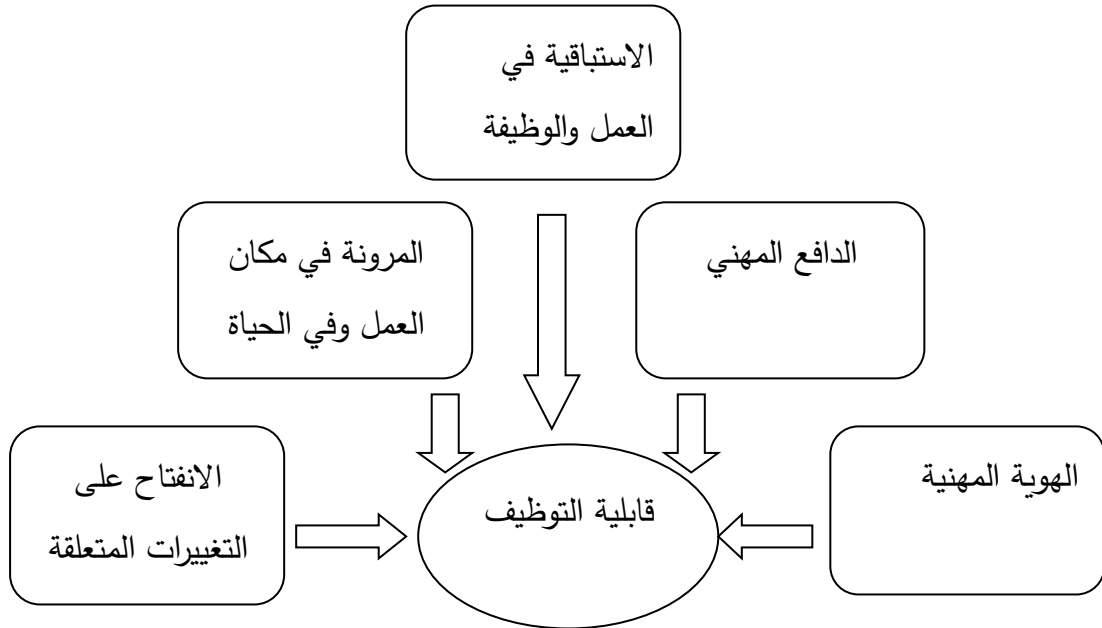 الاستباقية في
العمل والوظيفة
الدافع المهني
المرونة في مكان
العمل وفي الحياة
الهوية المهنية
الانفتاح على
التغييرات المتعلقة
قابلية التوظيف